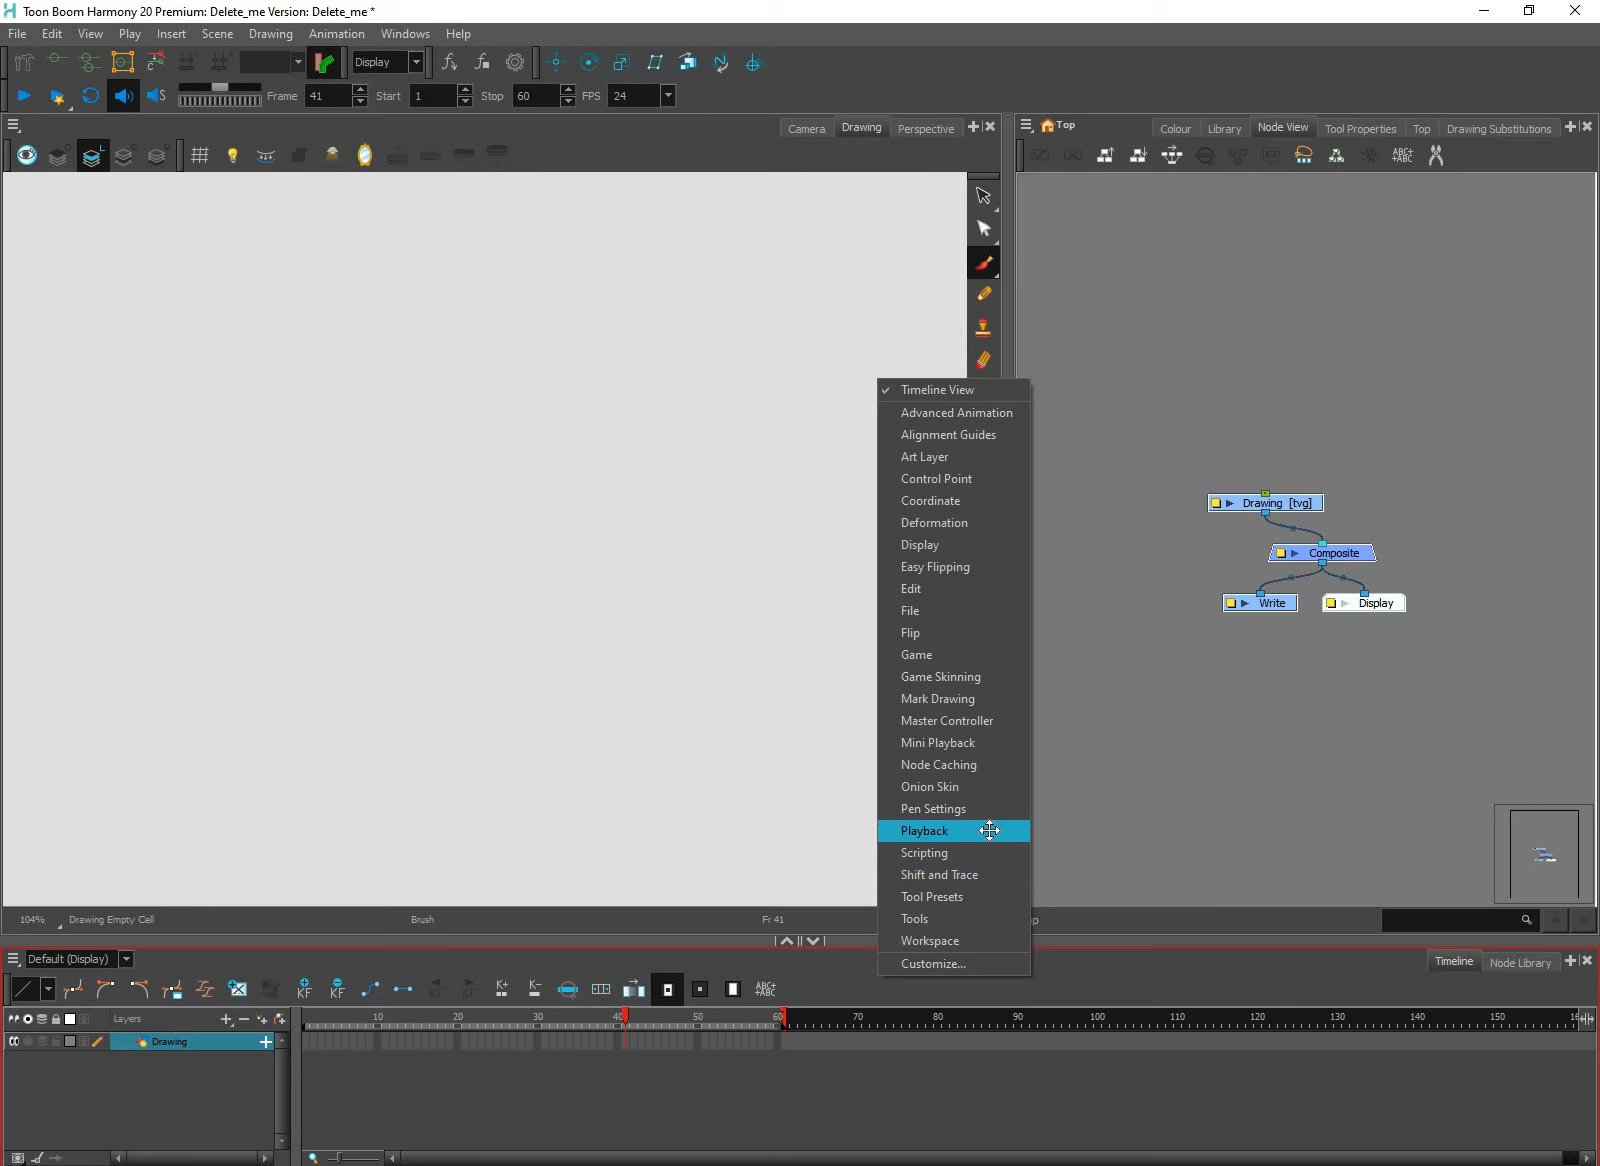 Toon Boom Harmony 20 Premium: Delete_me Version: Delete_me *
File Edit View Play Insert Scene Drawing Animation Windows Help
Display
Frame 41 Start 1 Stop 60 FPS 24
Camera Drawing Perspective
Top Colour Library Node View Tool Properties Top Drawing Substitutions
ABC+ABC
Timeline View
Advanced Animation
Alignment Guides
Art Layer
Control Point
Coordinate
Deformation
Display
Easy Flipping
Edit
File
Flip
Game
Game Skinning
Mark Drawing
Master Controller
Mini Playback
Node Caching
Onion Skin
Pen Settings
Playback
Scripting
Shift and Trace
Tool Presets
Tools
Workspace
Customize...
Drawing [tvg]
Composite
Write Display
104% Drawing Empty Cell Brush Fr 41
Default (Display) Timeline Node Library
KF KF K+ K- ABC+ABC
Layers 10 20 30 40 50 60 70 80 90 100 110 120 130 140 150
Drawing